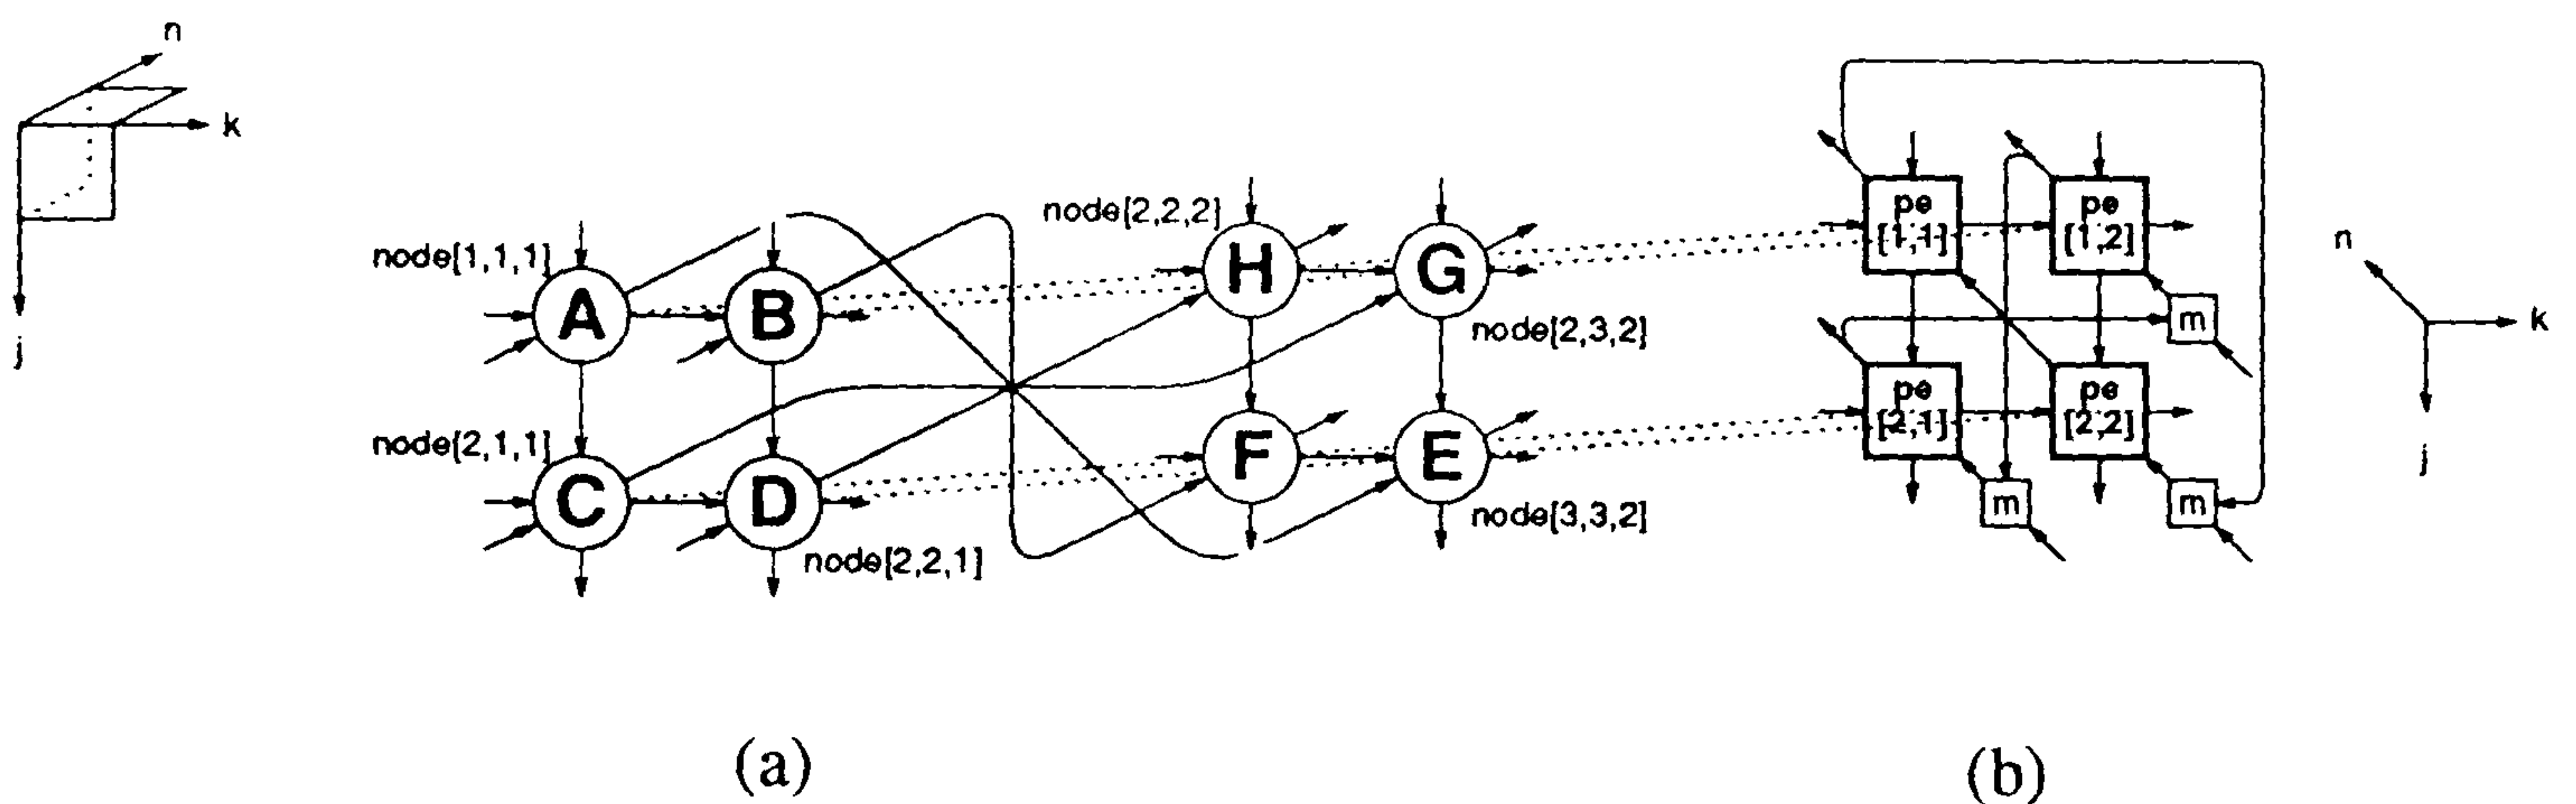 n
k
j
node[1,1,1]
A
B
node[2,1,1]
C
D
node[2,2,1]
node[2,2,2]
H
G
node[2,3,2]
F
E
node[3,3,2]
pe
[1,1]
pe
[1,2]
m
pe
[2,1]
pe
[2,2]
m
m
n
k
j
(a)
(b)